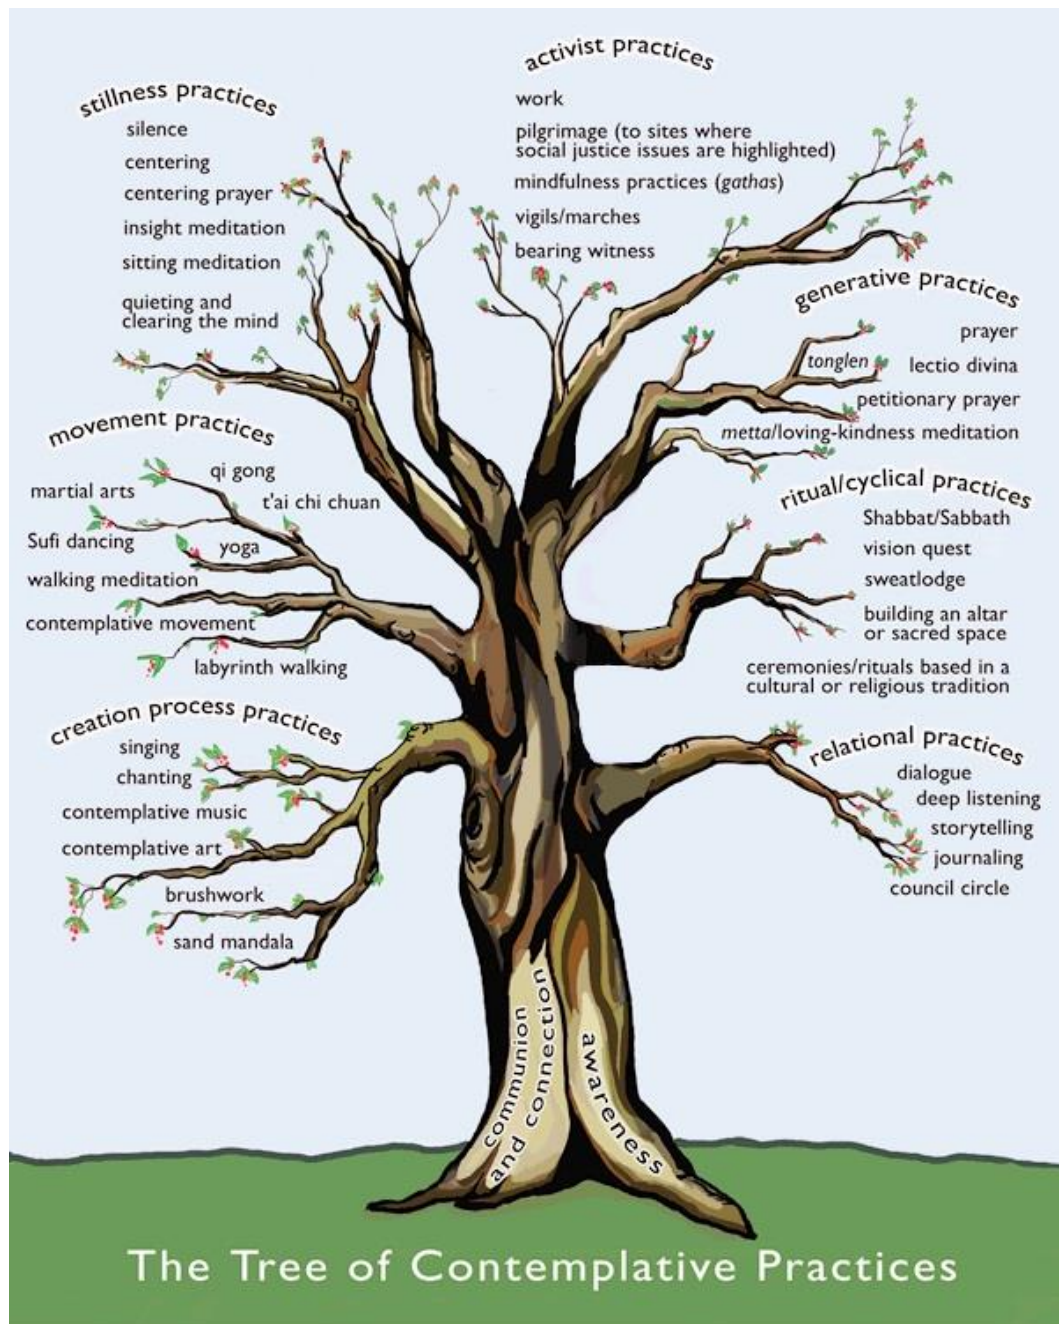 stillness practices
silence
centering
centering prayer
insight meditation
sitting meditation
quieting and
clearing the mind
activist practices
work
pilgrimage (to sites where
social justice issues are highlighted)
mindfulness practices (gathas)
vigils/marches
bearing witness
generative practices
prayer
tonglen
lectio divina
petitionary prayer
metta/loving-kindness meditation
movement practices
qi gong
martial arts
t'ai chi chuan
Sufi dancing
yoga
walking meditation
contemplative movement
labyrinth walking
ritual/cyclical practices
Shabbat/Sabbath
vision quest
sweatlodge
building an altar
or sacred space
ceremonies/rituals based in a
cultural or religious tradition
creation process practices
singing
chanting
contemplative music
contemplative art
brushwork
sand mandala
relational practices
dialogue
deep listening
storytelling
journaling
council circle
communion
and connection
awareness
The Tree of Contemplative Practices